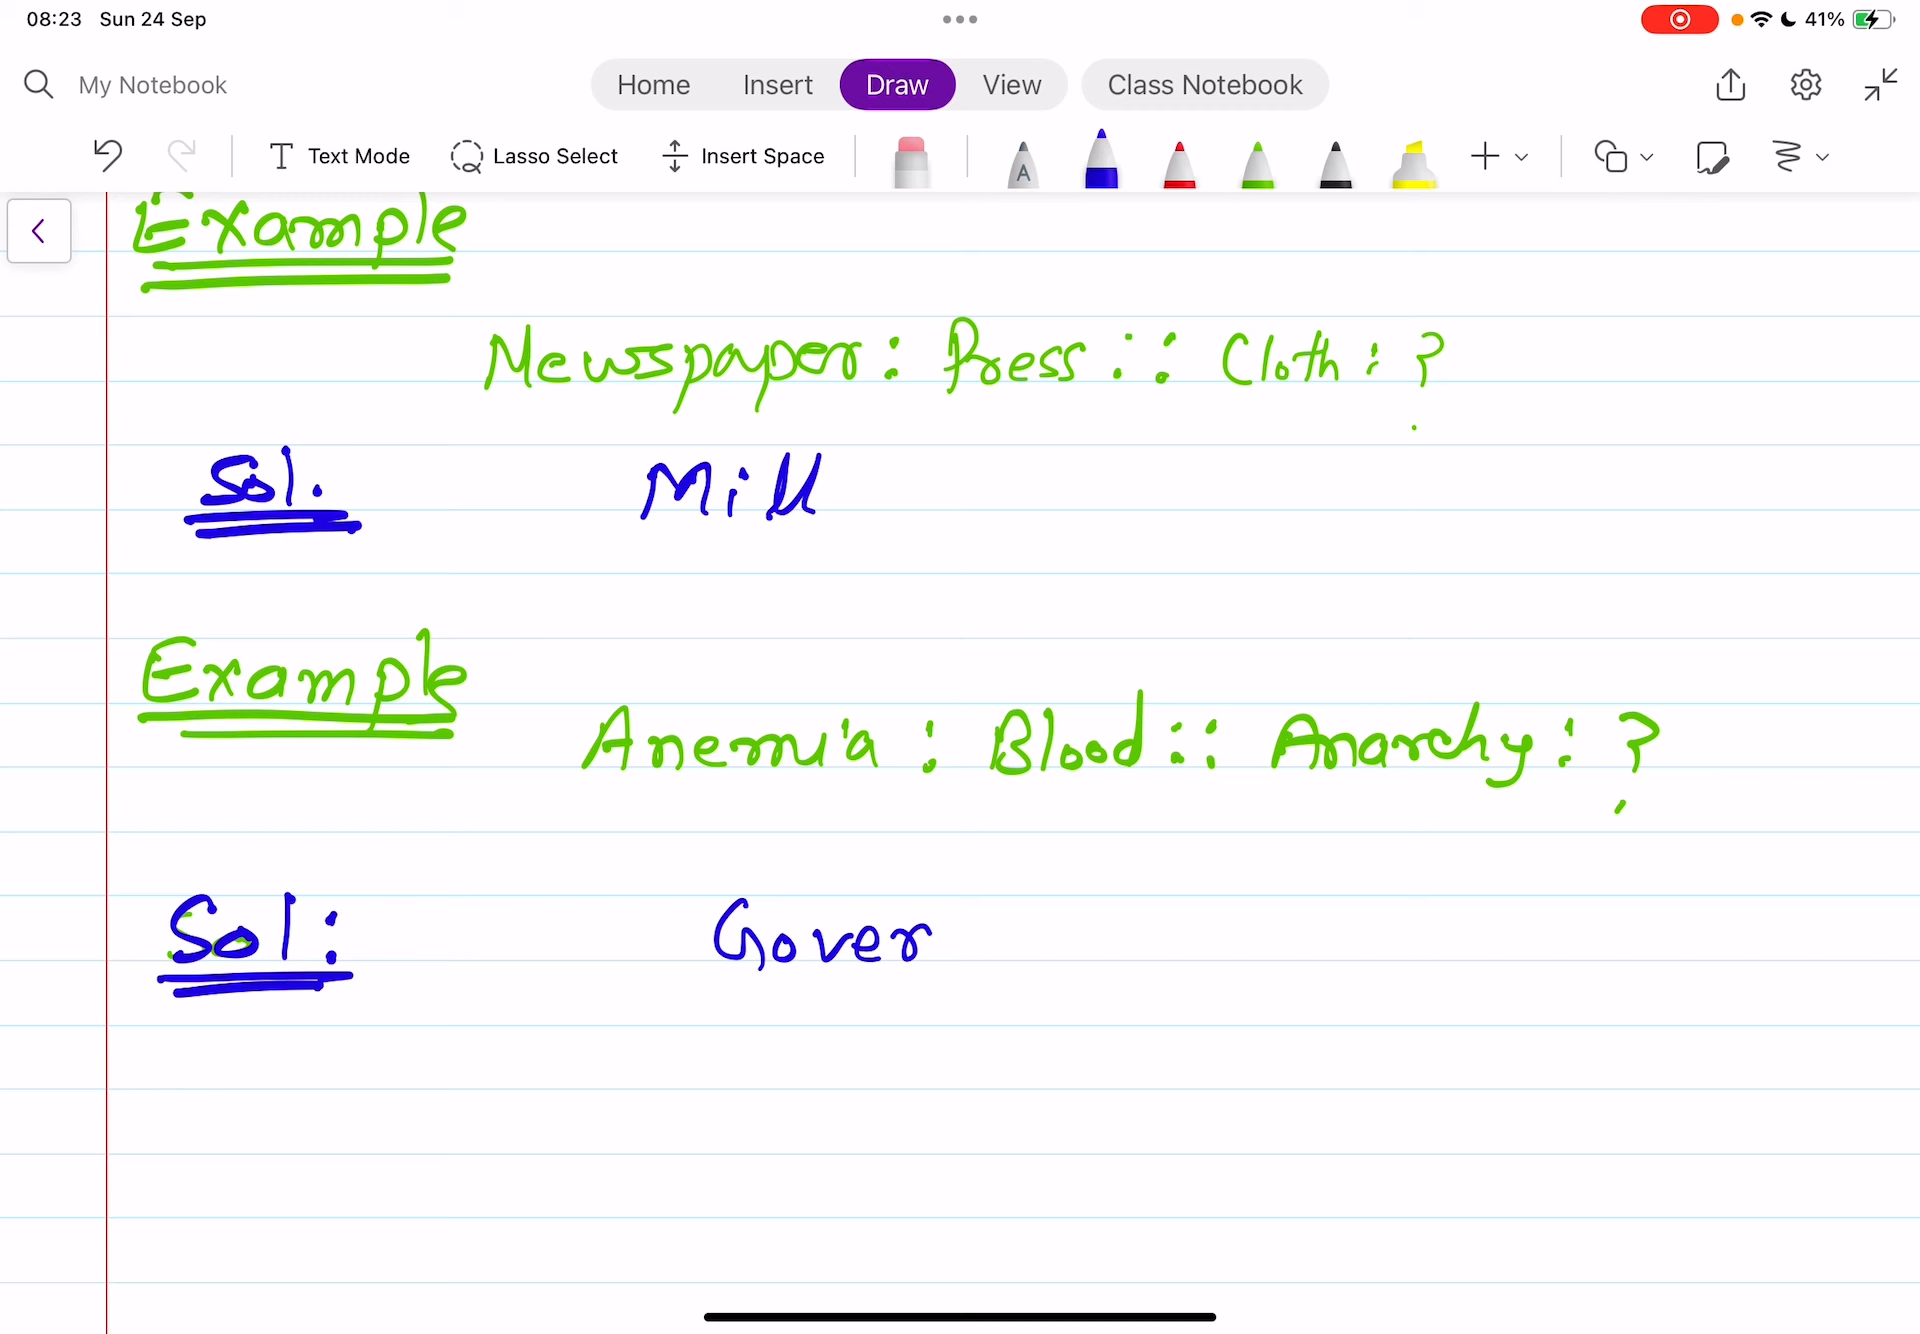 08:23 Sun 24 Sep 41%
My Notebook Home Insert Draw View Class Notebook
Text Mode Lasso Select Insert Space A
Example
Newspaper : Press :: Cloth : ?
Sol. Mill
Example
Anemia : Blood :: Anarchy : ?
Sol: Gover